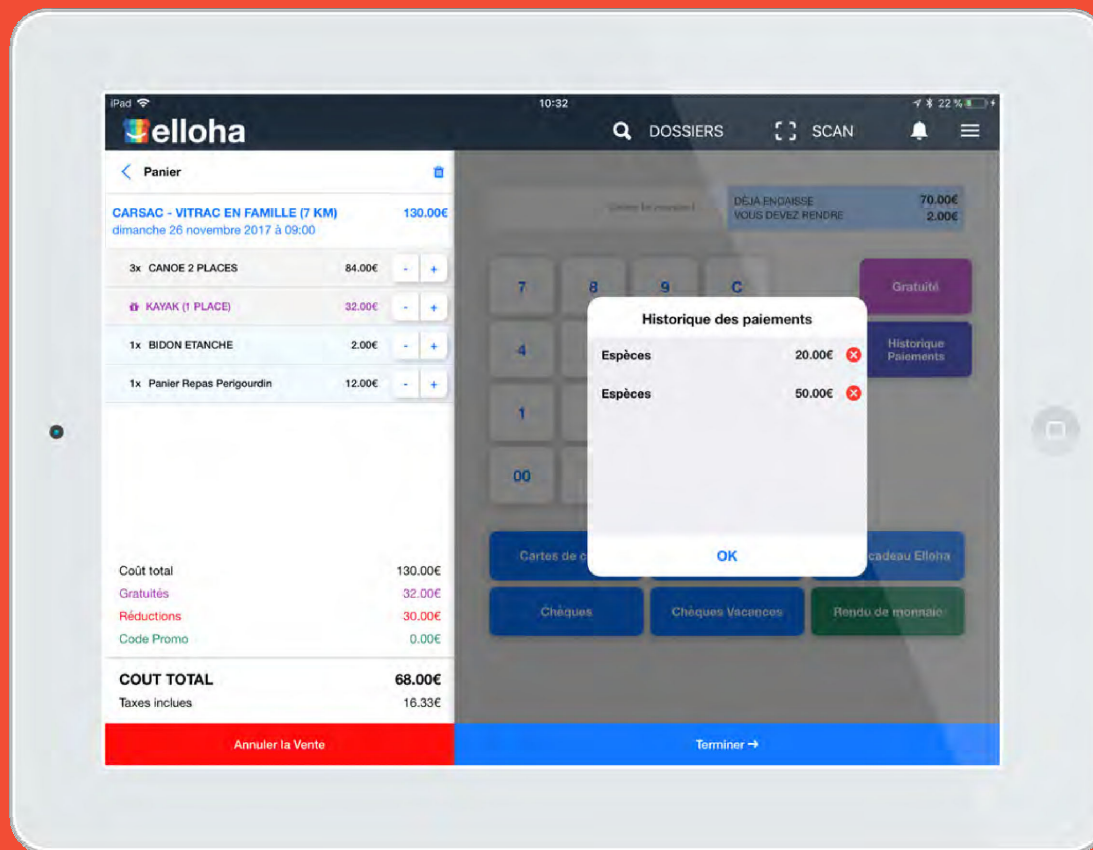 iPad
10:32
22 %
elloha
DOSSIERS
SCAN
Panier
CARSAC - VITRAC EN FAMILLE (7 KM) 130.00€
dimanche 26 novembre 2017 à 09:00
3x CANOE 2 PLACES 84.00€ - +
KAYAK (1 PLACE) 32.00€ - +
1x BIDON ETANCHE 2.00€ - +
1x Panier Repas Perigourdin 12.00€ - +
Coût total 130.00€
Gratuités 32.00€
Réductions 30.00€
Code Promo 0.00€
COUT TOTAL 68.00€
Taxes inclues 16.33€
Annuler la Vente
DÉJA ENCAISSE 70.00€
VOUS DEVEZ RENDRE 2.00€
7 8 9 C
Gratuité
4
Historique
Paiements
1
00
Historique des paiements
Espèces 20.00€
Espèces 50.00€
OK
Cartes de c
cadeau Elloha
Chèques
Chèques Vacances
Rendu de monnaie
Terminer →